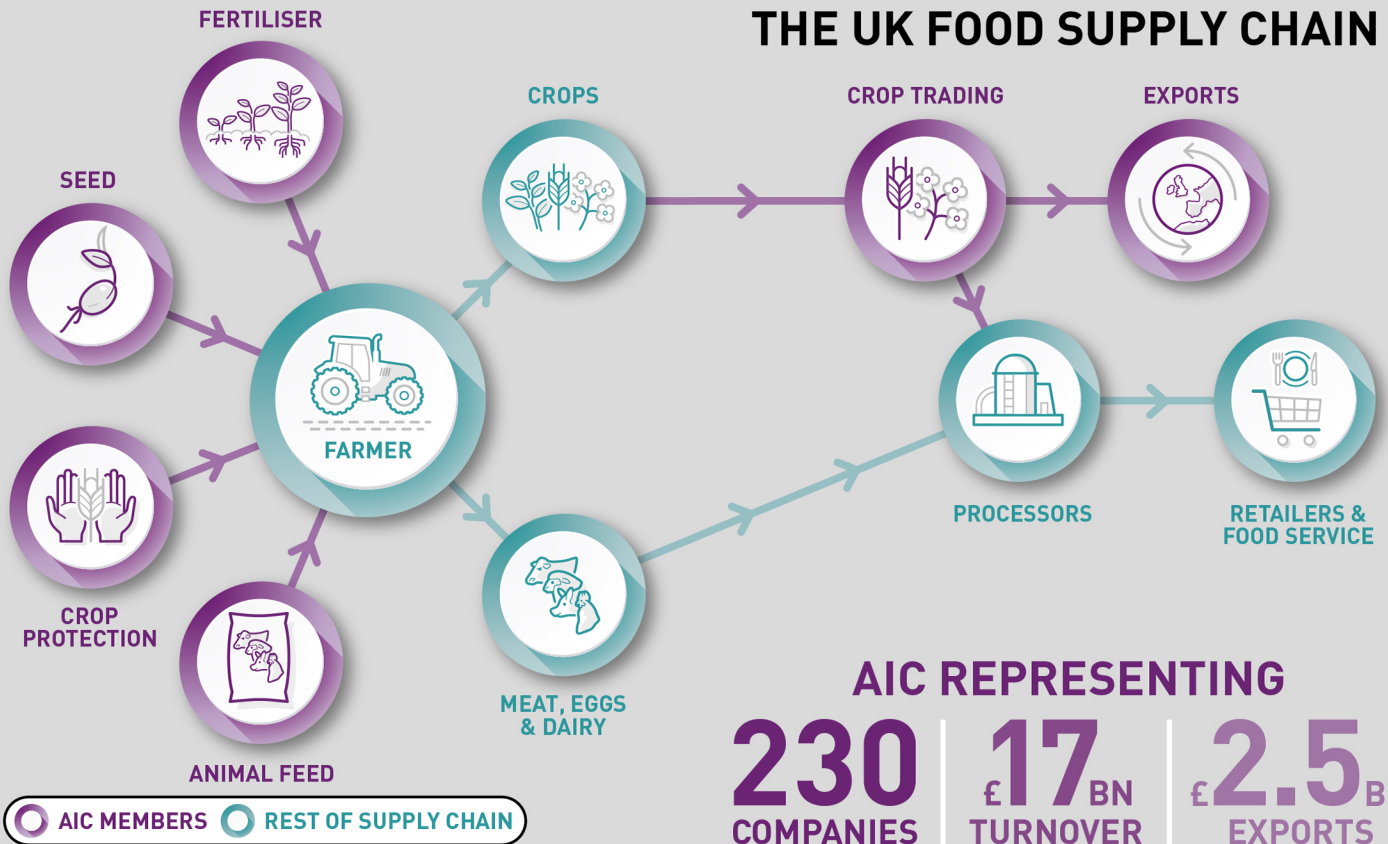 THE UK FOOD SUPPLY CHAIN
FERTILISER
SEED
CROPS
CROP TRADING
EXPORTS
FARMER
CROP
PROTECTION
ANIMAL FEED
MEAT, EGGS
& DAIRY
PROCESSORS
RETAILERS &
FOOD SERVICE
AIC MEMBERS
REST OF SUPPLY CHAIN
AIC REPRESENTING
230
COMPANIES
£17BN
TURNOVER
£2.5B
EXPORTS